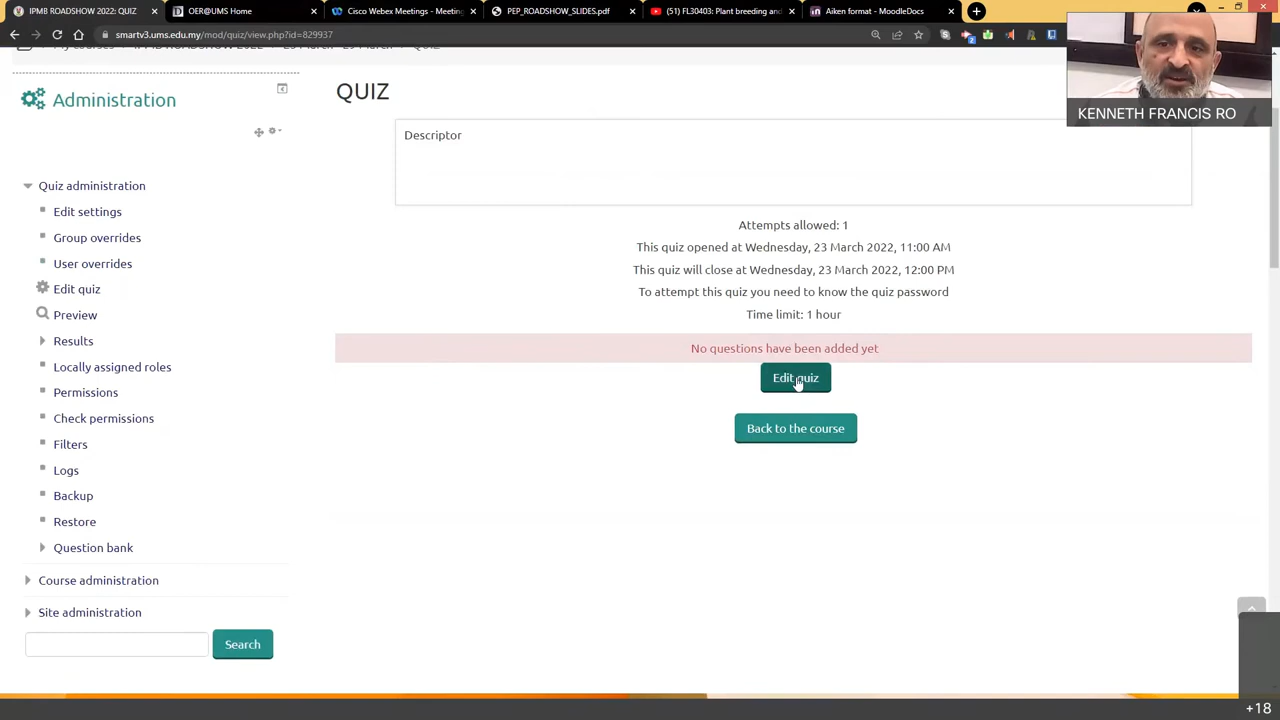 IPMB ROADSHOW 2022: QUIZ
OER@UMS Home
Cisco Webex Meetings - Meeting
PEP_ROADSHOW_SLIDES.pdf
(51) FL30403: Plant breeding and
Aiken format - MoodleDocs
smartv3.ums.edu.my/mod/quiz/view.php?id=829937
KENNETH FRANCIS RO
Administration
Quiz administration
Edit settings
Group overrides
User overrides
Edit quiz
Preview
Results
Locally assigned roles
Permissions
Check permissions
Filters
Logs
Backup
Restore
Question bank
Course administration
Site administration
Search
QUIZ
Descriptor
Attempts allowed: 1
This quiz opened at Wednesday, 23 March 2022, 11:00 AM
This quiz will close at Wednesday, 23 March 2022, 12:00 PM
To attempt this quiz you need to know the quiz password
Time limit: 1 hour
No questions have been added yet
Edit quiz
Back to the course
+18